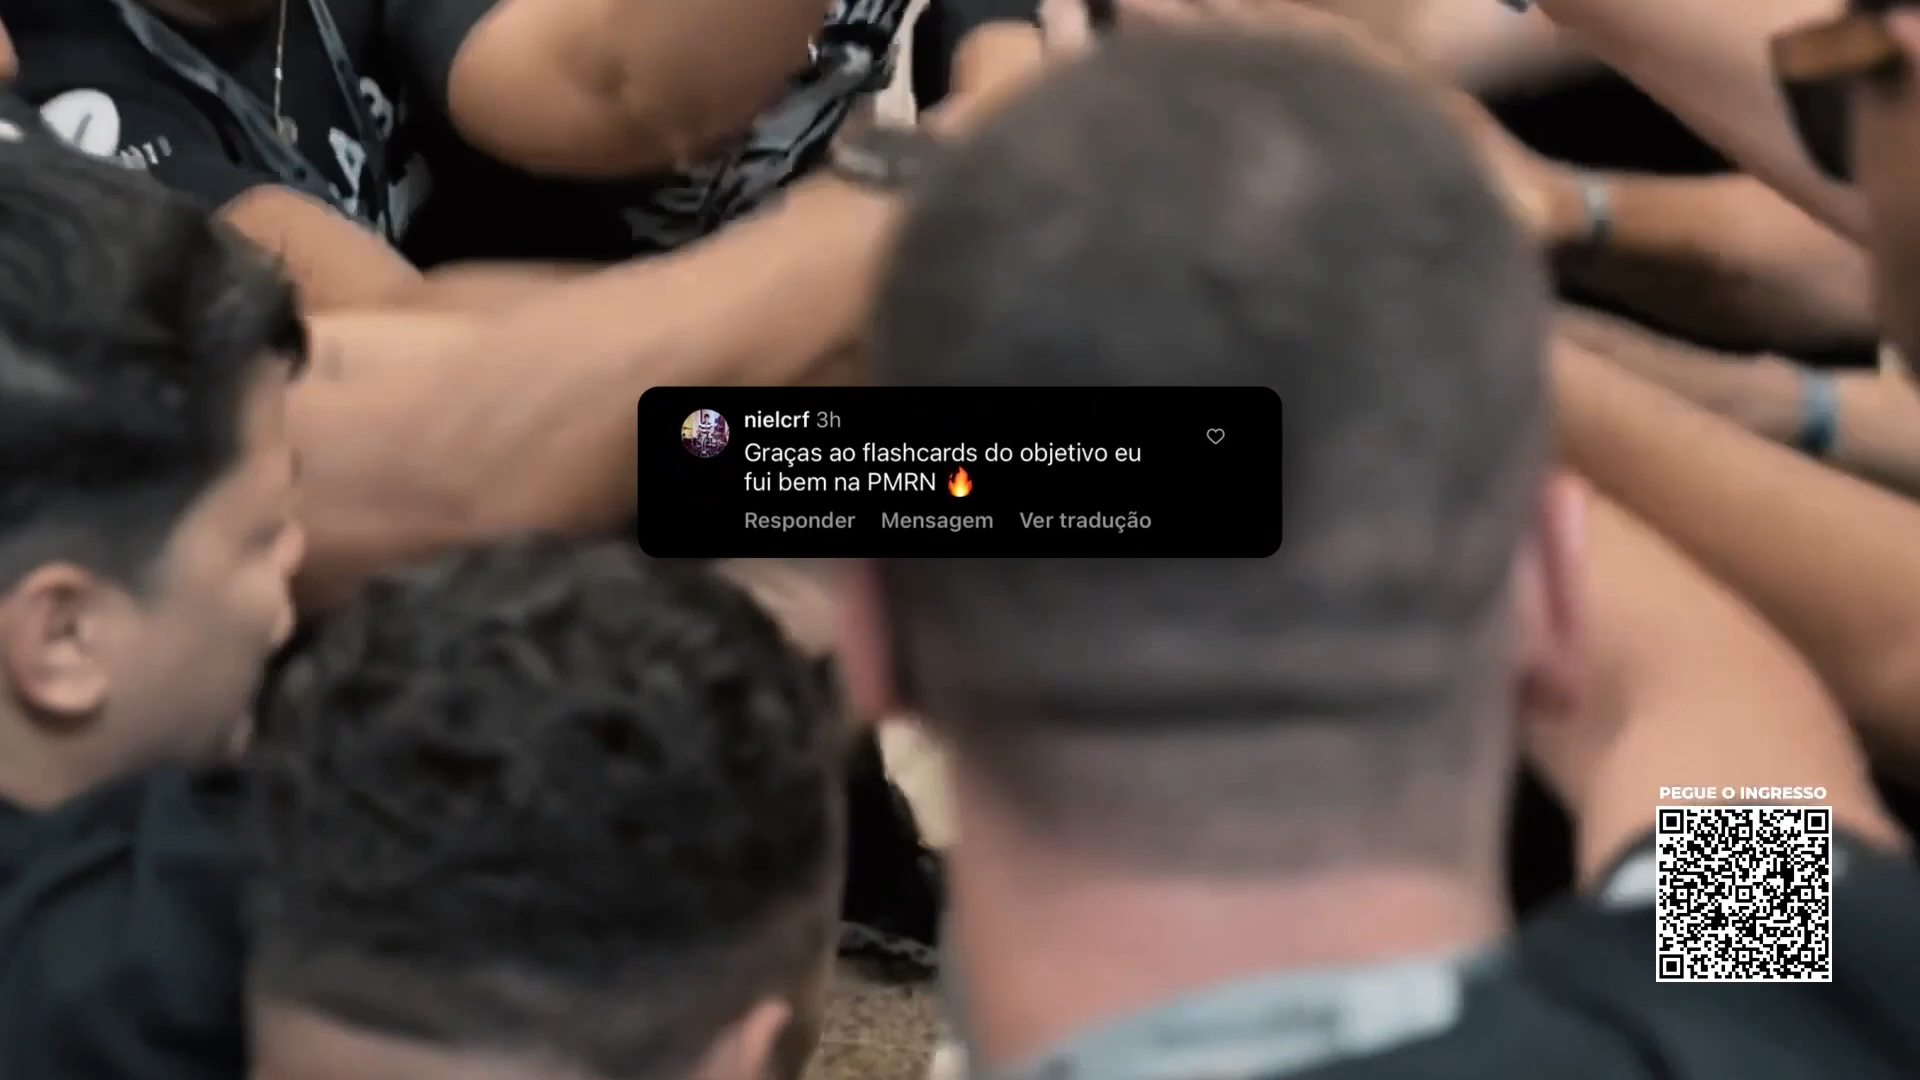 nielcrf 3h
Graças ao flashcards do objetivo eu
fui bem na PMRN 🔥
Responder Mensagem Ver tradução
PEGUE O INGRESSO